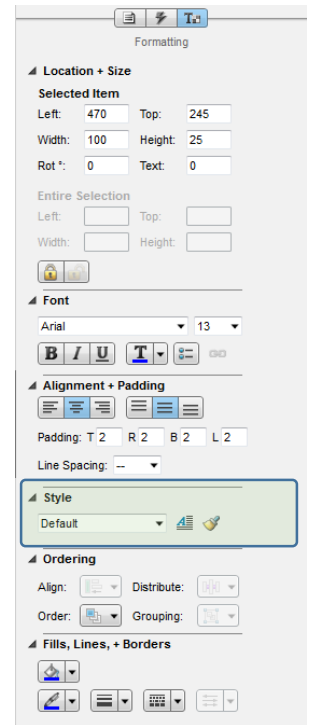 Formatting
Location + Size
Selected Item
Left: 470 Top: 245
Width: 100 Height: 25
Rot °: 0 Text: 0
Entire Selection
Left: Top:
Width: Height:
Font
Arial 13
B I U T GO
Alignment + Padding
Padding: T 2 R 2 B 2 L 2
Line Spacing: --
Style
Default
Ordering
Align: Distribute:
Order: Grouping:
Fills, Lines, + Borders